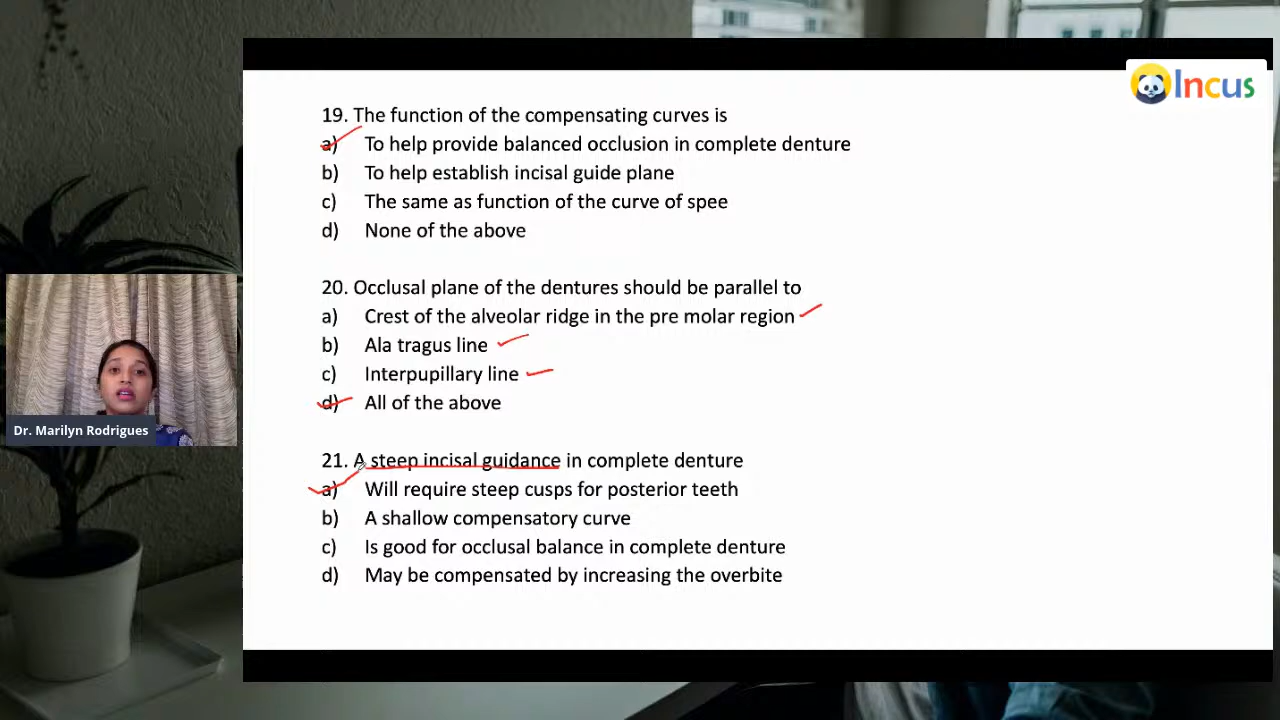 Incus
19. The function of the compensating curves is
a) To help provide balanced occlusion in complete denture
b) To help establish incisal guide plane
c) The same as function of the curve of spee
d) None of the above
20. Occlusal plane of the dentures should be parallel to
a) Crest of the alveolar ridge in the pre molar region
b) Ala tragus line
c) Interpupillary line
d) All of the above
21. A steep incisal guidance in complete denture
a) Will require steep cusps for posterior teeth
b) A shallow compensatory curve
c) Is good for occlusal balance in complete denture
d) May be compensated by increasing the overbite
Dr. Marilyn Rodrigues